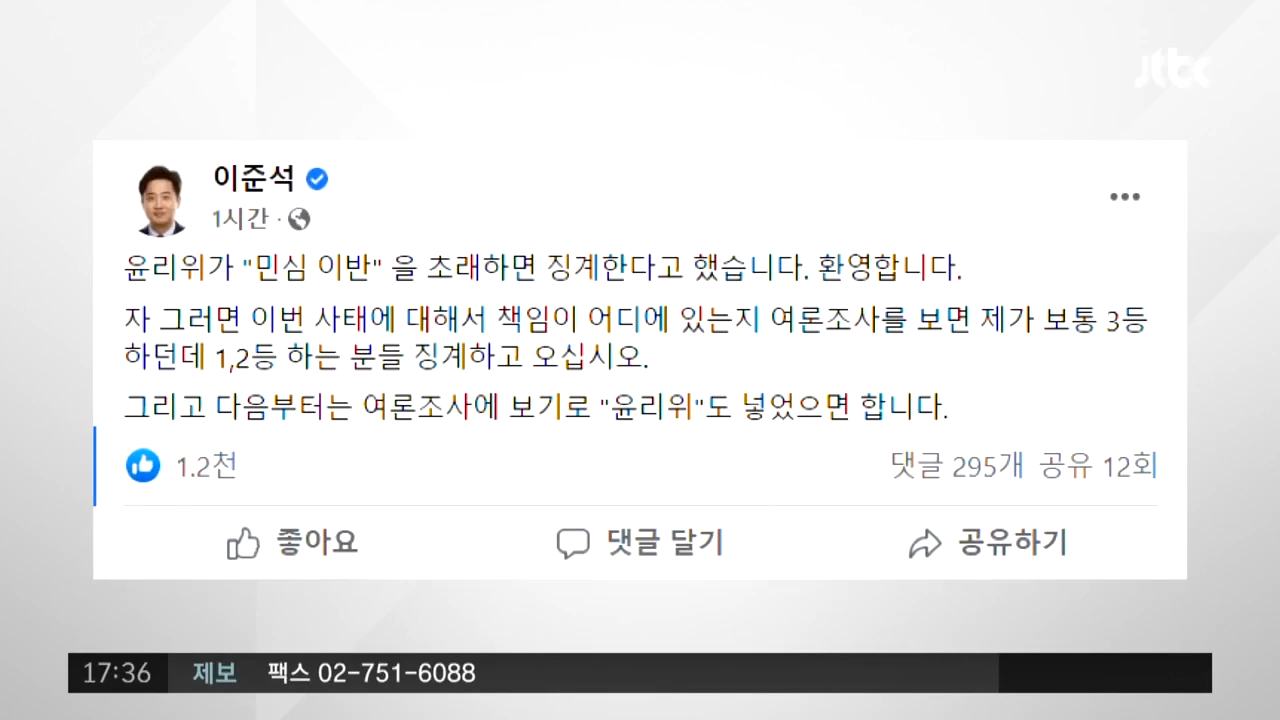 jtbc
이준석
1시간 ·
윤리위가 "민심 이반" 을 초래하면 징계한다고 했습니다. 환영합니다.
자 그러면 이번 사태에 대해서 책임이 어디에 있는지 여론조사를 보면 제가 보통 3등
하던데 1,2등 하는 분들 징계하고 오십시오.
그리고 다음부터는 여론조사에 보기로 "윤리위"도 넣었으면 합니다.
1.2천 댓글 295개 공유 12회
좋아요 댓글 달기 공유하기
17:36 제보 팩스 02-751-6088